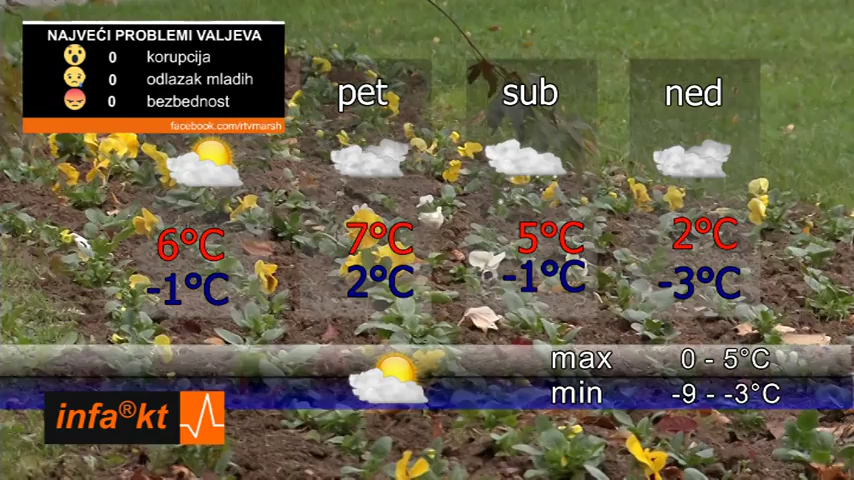 NAJVEĆI PROBLEMI VALJEVA
0 korupcija
0 odlazak mladih
0 bezbednost
facebook.com/rtvmarsh
pet sub ned
6°C 7°C 5°C 2°C
-1°C 2°C -1°C -3°C
max 0 - 5°C
min -9 - -3°C
infa®kt